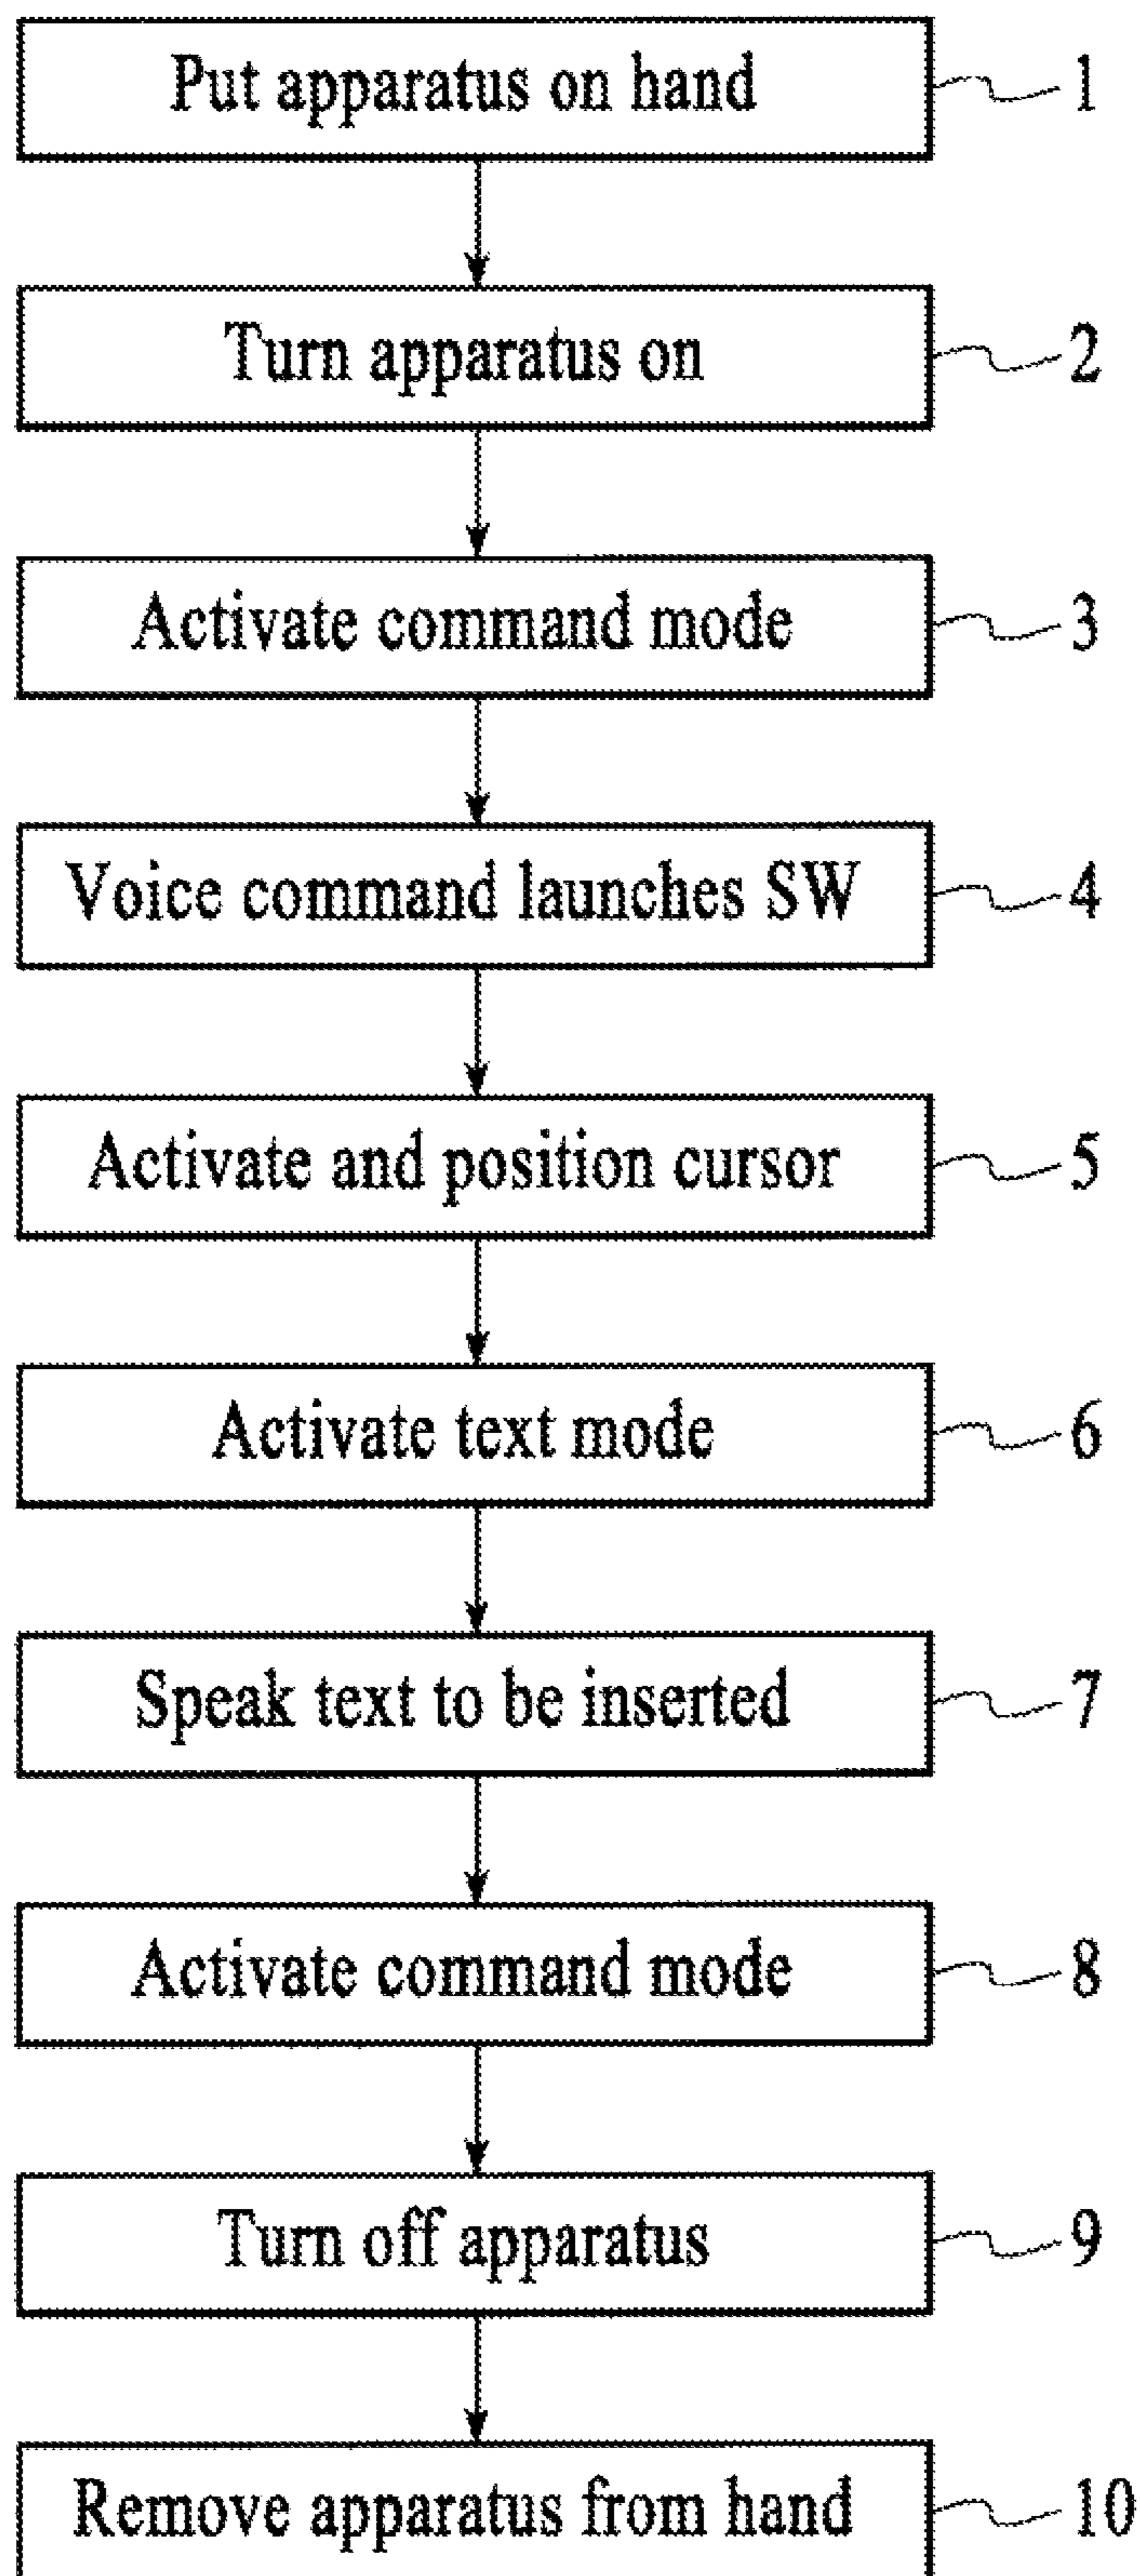 Put apparatus on hand 1
Turn apparatus on 2
Activate command mode 3
Voice command launches SW 4
Activate and position cursor 5
Activate text mode 6
Speak text to be inserted 7
Activate command mode 8
Turn off apparatus 9
Remove apparatus from hand 10